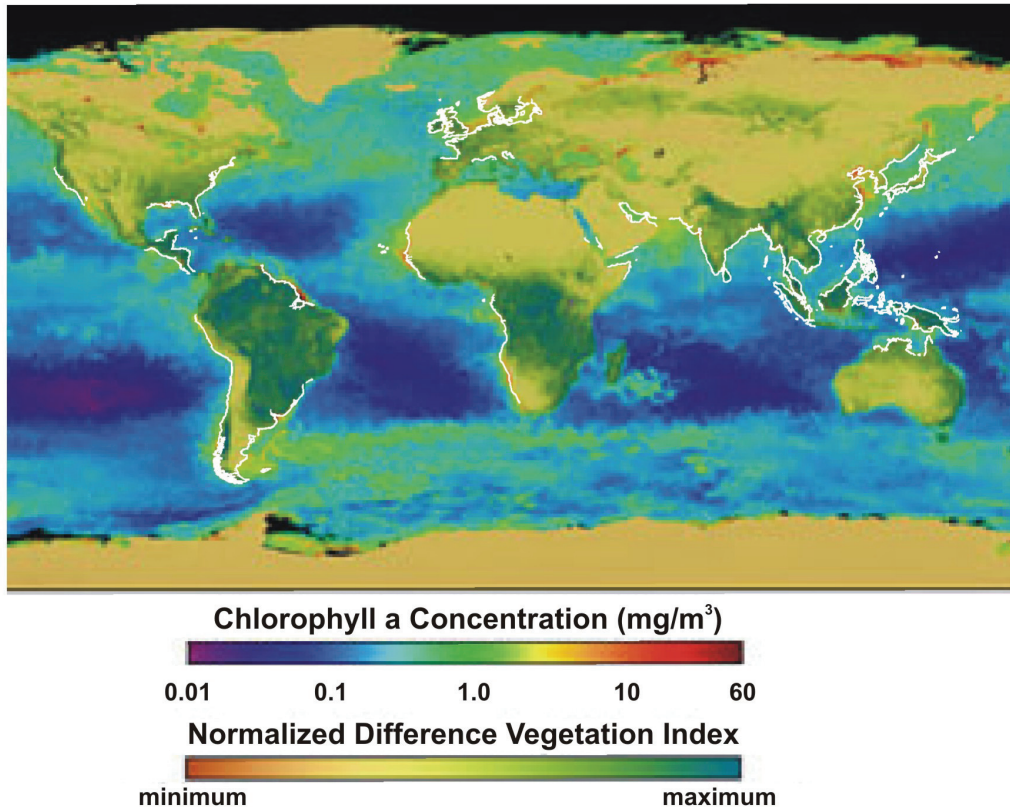 Chlorophyll a Concentration (mg/m³)
0.01 0.1 1.0 10 60
Normalized Difference Vegetation Index
minimum maximum